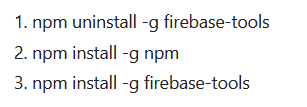 1. npm uninstall -g firebase-tools
2. npm install -g npm
3. npm install -g firebase-tools